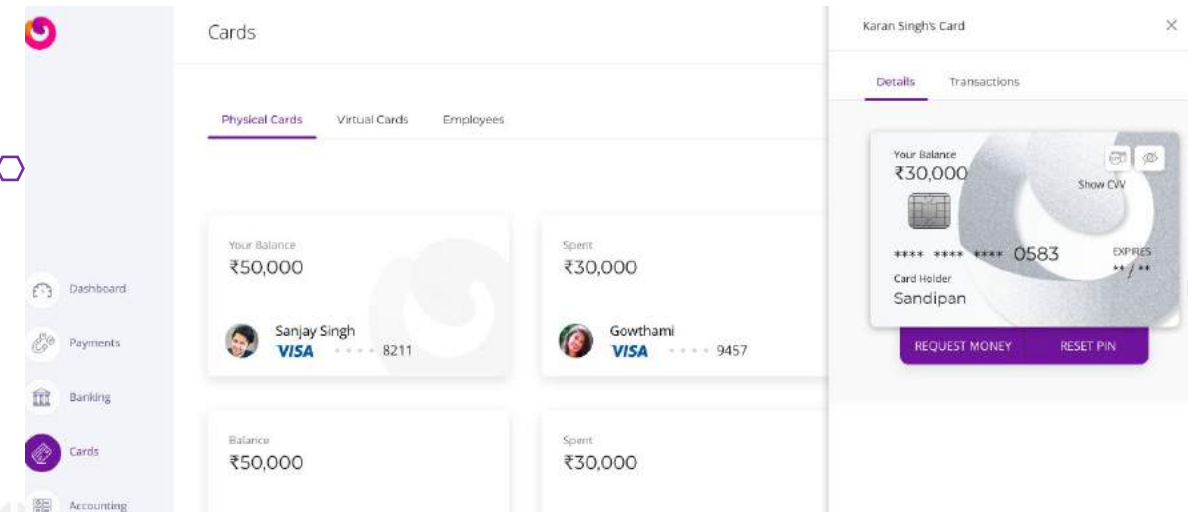 Cards
Physical Cards Virtual Cards Employees
Your Balance
₹50,000
Sanjay Singh
VISA 8211
Spent
₹30,000
Gowthami
VISA 9457
Balance
₹50,000
Spent
₹30,000
Dashboard
Payments
Banking
Cards
Accounting
Karan Singh's Card
Details Transactions
Your Balance
₹30,000
Show CVV
**** **** **** 0583
EXPIRES
** / **
Card Holder
Sandipan
REQUEST MONEY RESET PIN